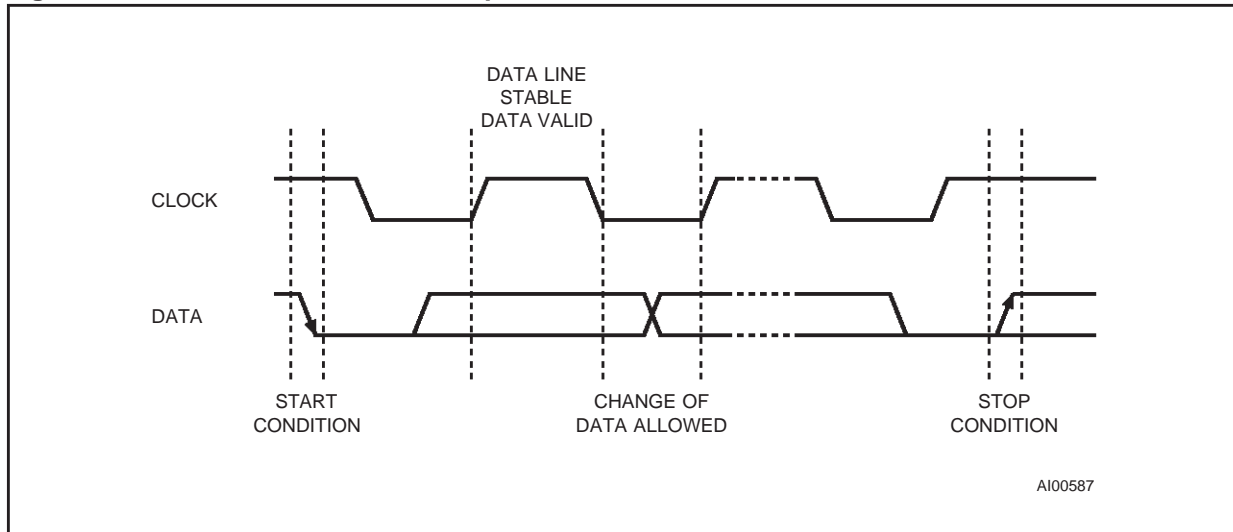 DATA LINE
STABLE
DATA VALID
CLOCK
DATA
START
CONDITION
CHANGE OF
DATA ALLOWED
STOP
CONDITION
AI00587